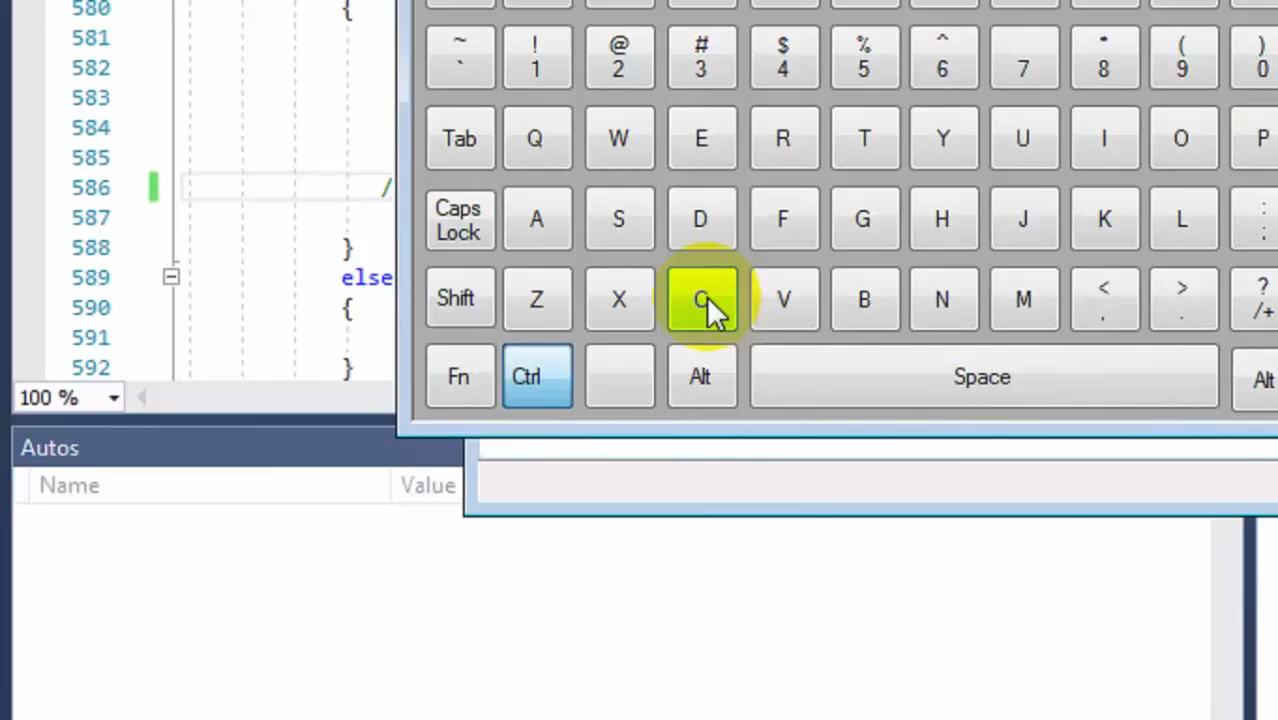 580 {
581
582
583
584
585
586 /
587
588 }
589 else
590 {
591
592 }
100 %
Autos
Name Value
~ ! @ # $ % ^ * ( )
` 1 2 3 4 5 6 7 8 9 0
Tab Q W E R T Y U I O P
Caps Lock A S D F G H J K L : :
Shift Z X C V B N M < , > . ? /+
Fn Ctrl Alt Space Alt